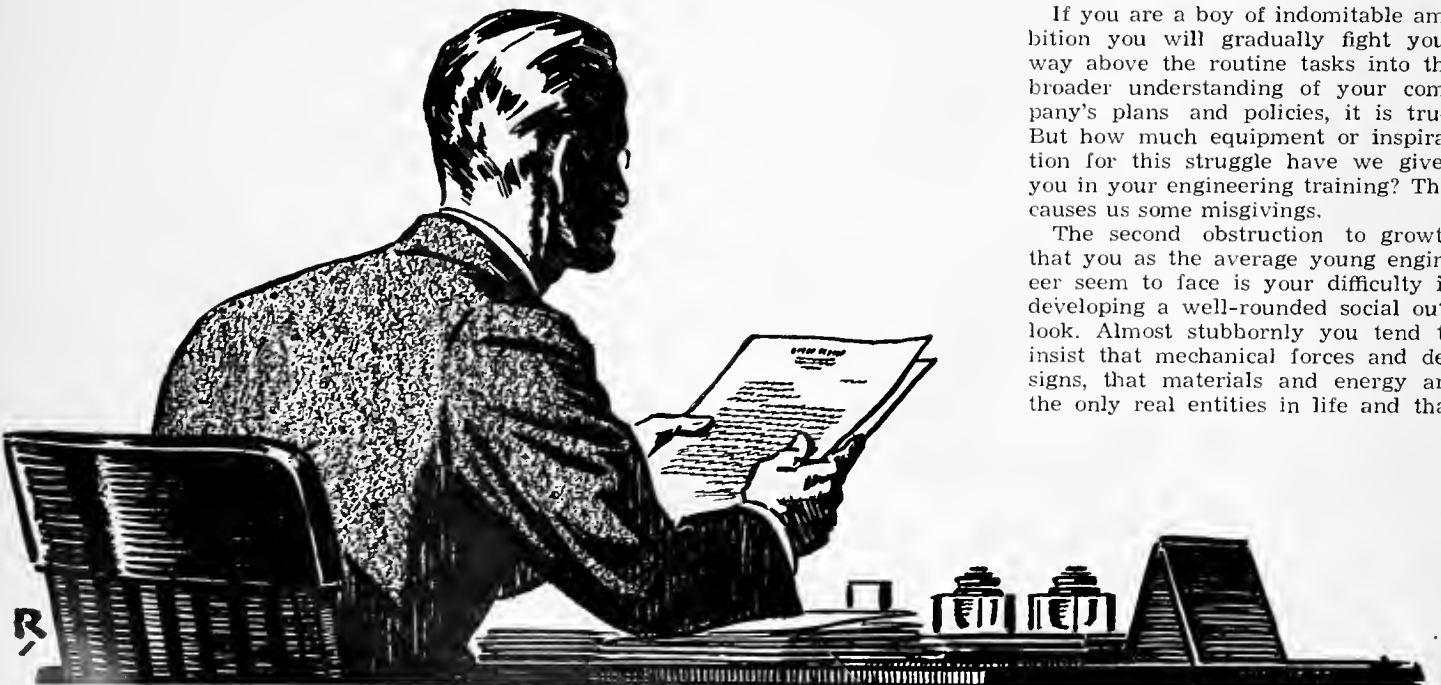 If you are a boy of indomitable am
bition you will gradually fight you
way above the routine tasks into th
broader understanding of your com
pany's plans and policies, it is tru
But how much equipment or inspira
tion for this struggle have we give
you in your engineering training? Th
causes us some misgivings.
The second obstruction to growt
that you as the average young engin
eer seem to face is your difficulty i
developing a well-rounded social out
look. Almost stubbornly you tend t
insist that mechanical forces and de
signs, that materials and energy ar
the only real entities in life and tha
R